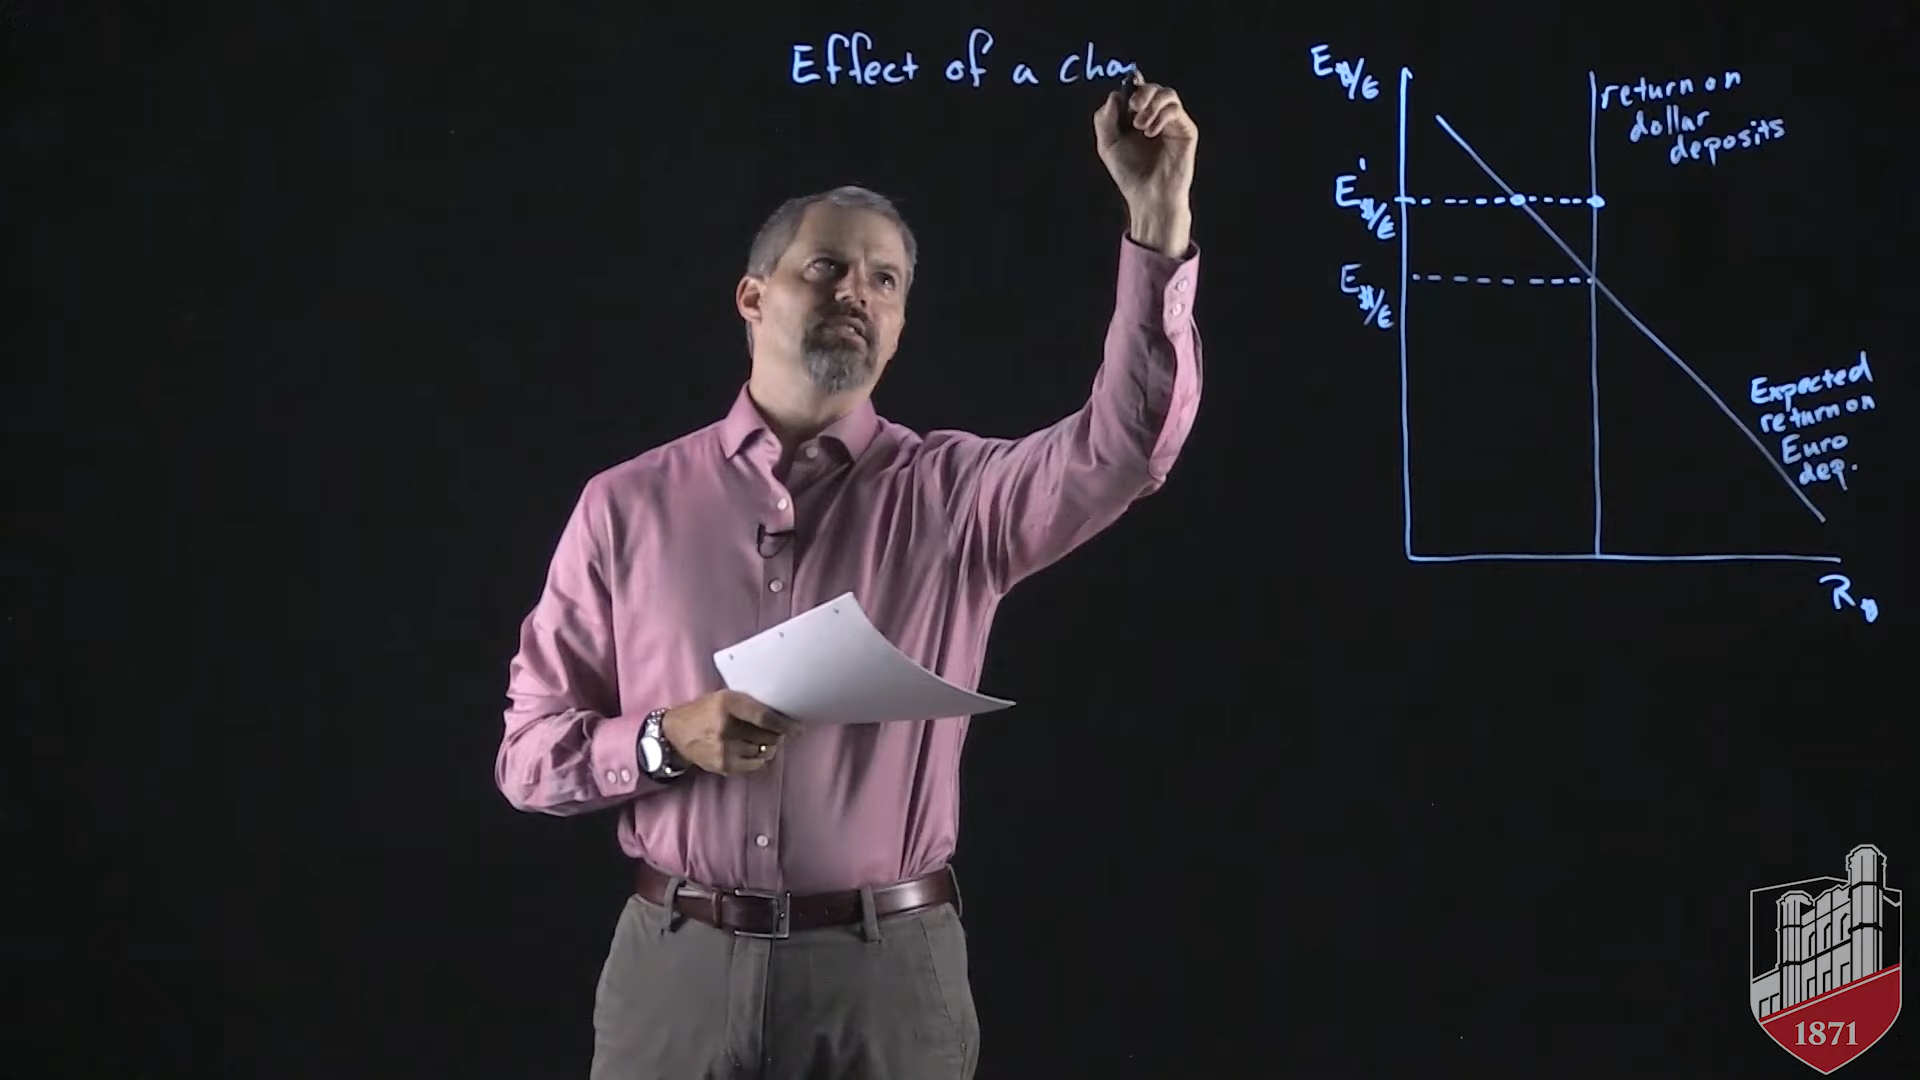 Effect of a cha
E$/€
return on
dollar
deposits
E'$/€
E$/€
Expected
return on
Euro
dep.
R$
1871